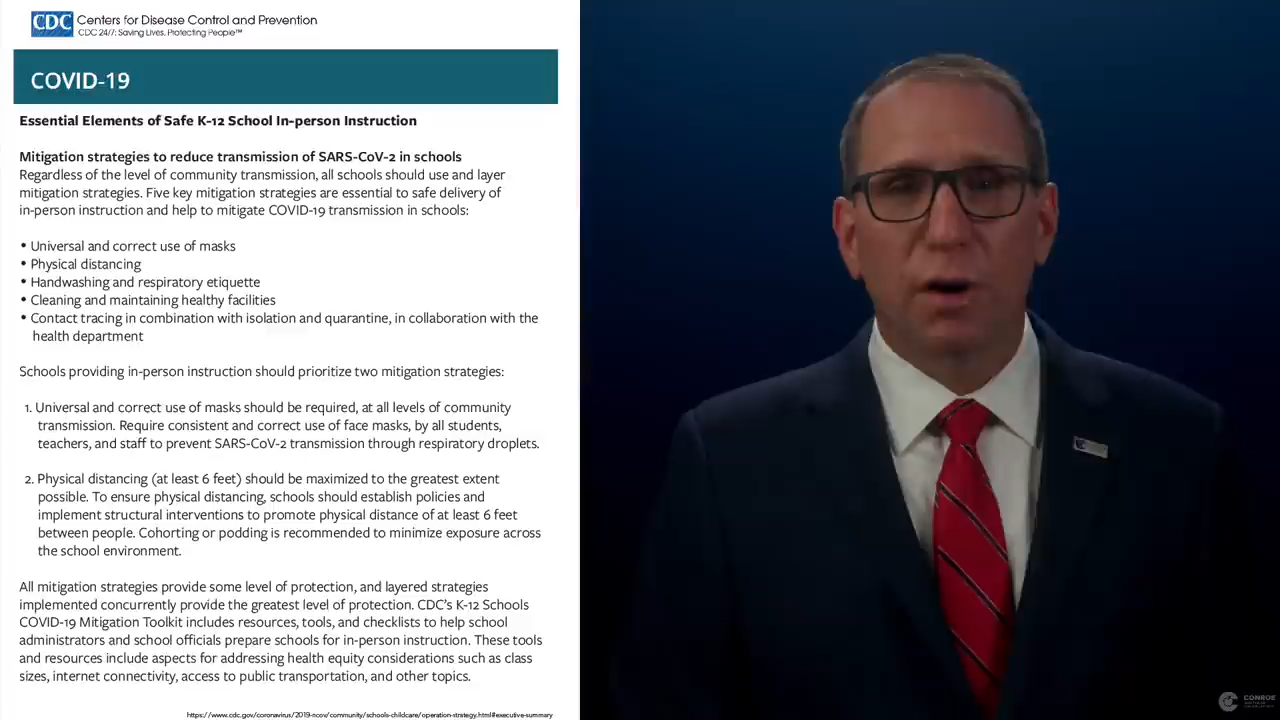 CDC Centers for Disease Control and Prevention
CDC 24/7: Saving Lives, Protecting People™
COVID-19
Essential Elements of Safe K-12 School In-person Instruction
Mitigation strategies to reduce transmission of SARS-CoV-2 in schools
Regardless of the level of community transmission, all schools should use and layer
mitigation strategies. Five key mitigation strategies are essential to safe delivery of
in-person instruction and help to mitigate COVID-19 transmission in schools:
• Universal and correct use of masks
• Physical distancing
• Handwashing and respiratory etiquette
• Cleaning and maintaining healthy facilities
• Contact tracing in combination with isolation and quarantine, in collaboration with the
health department
Schools providing in-person instruction should prioritize two mitigation strategies:
1. Universal and correct use of masks should be required, at all levels of community
transmission. Require consistent and correct use of face masks, by all students,
teachers, and staff to prevent SARS-CoV-2 transmission through respiratory droplets.
2. Physical distancing (at least 6 feet) should be maximized to the greatest extent
possible. To ensure physical distancing, schools should establish policies and
implement structural interventions to promote physical distance of at least 6 feet
between people. Cohorting or podding is recommended to minimize exposure across
the school environment.
All mitigation strategies provide some level of protection, and layered strategies
implemented concurrently provide the greatest level of protection. CDC's K-12 Schools
COVID-19 Mitigation Toolkit includes resources, tools, and checklists to help school
administrators and school officials prepare schools for in-person instruction. These tools
and resources include aspects for addressing health equity considerations such as class
sizes, internet connectivity, access to public transportation, and other topics.
https://www.cdc.gov/coronavirus/2019-ncov/community/schools-childcare/operation-strategy.html#executive-summary
CONROE